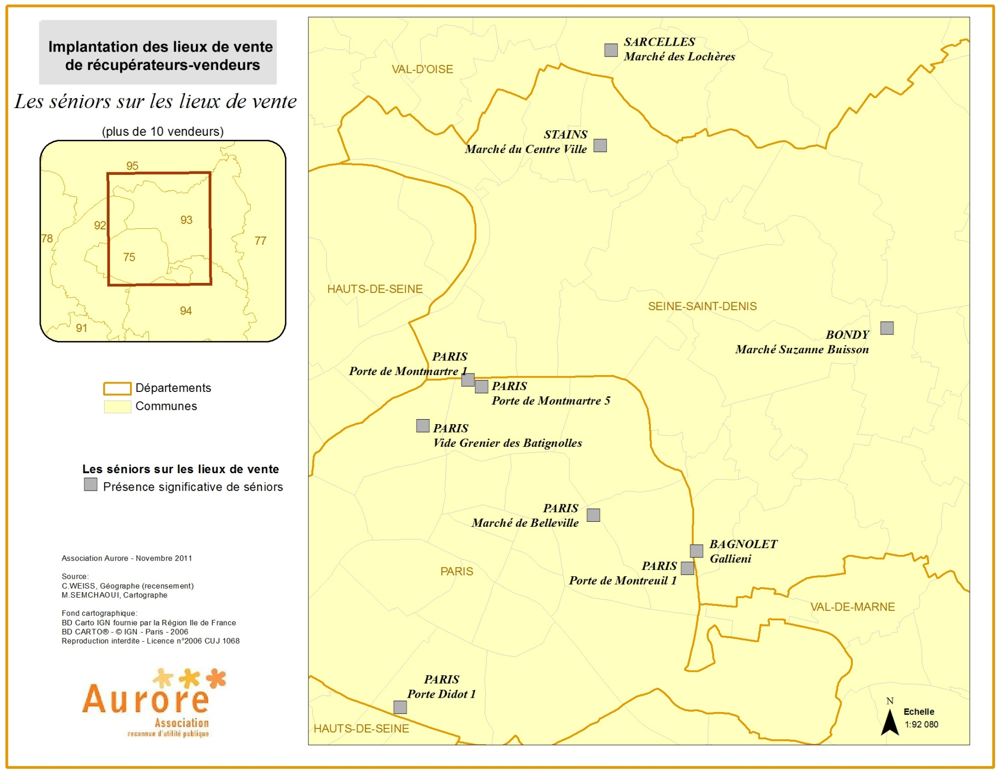 Implantation des lieux de vente
de récupérateurs-vendeurs
Les séniors sur les lieux de vente
(plus de 10 vendeurs)
95
92
93
78
77
75
94
91
Départements
Communes
Les séniors sur les lieux de vente
Présence significative de séniors
Association Aurore - Novembre 2011
Source:
C.WEISS, Géographe (recensement)
M.SEMCHAOUI, Cartographe
Fond cartographique:
BD Carto IGN fournie par la Région Ile de France
BD CARTO® - © IGN - Paris - 2006
Reproduction interdite - Licence n°2006 CUJ 1068
Aurore
Association
reconnue d'utilité publique
SARCELLES
Marché des Lochères
VAL-D'OISE
STAINS
Marché du Centre Ville
HAUTS-DE-SEINE
SEINE-SAINT-DENIS
BONDY
Marché Suzanne Buisson
PARIS
Porte de Montmartre 1
PARIS
Porte de Montmartre 5
PARIS
Vide Grenier des Batignolles
PARIS
Marché de Belleville
BAGNOLET
Gallieni
PARIS
PARIS
Porte de Montreuil 1
VAL-DE-MARNE
PARIS
Porte Didot 1
HAUTS-DE-SEINE
N
Echelle
1:92 080